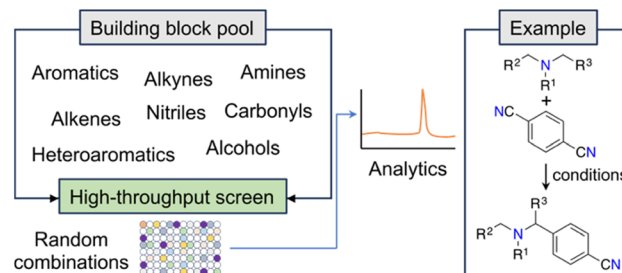 Building block pool
Aromatics
Alkynes
Amines
Alkenes
Nitriles
Carbonyls
Heteroaromatics
Alcohols
High-throughput screen
Random
combinations
Analytics
Example
R²
N
R³
R¹
+
NC
CN
conditions
R³
R²
N
R¹
CN